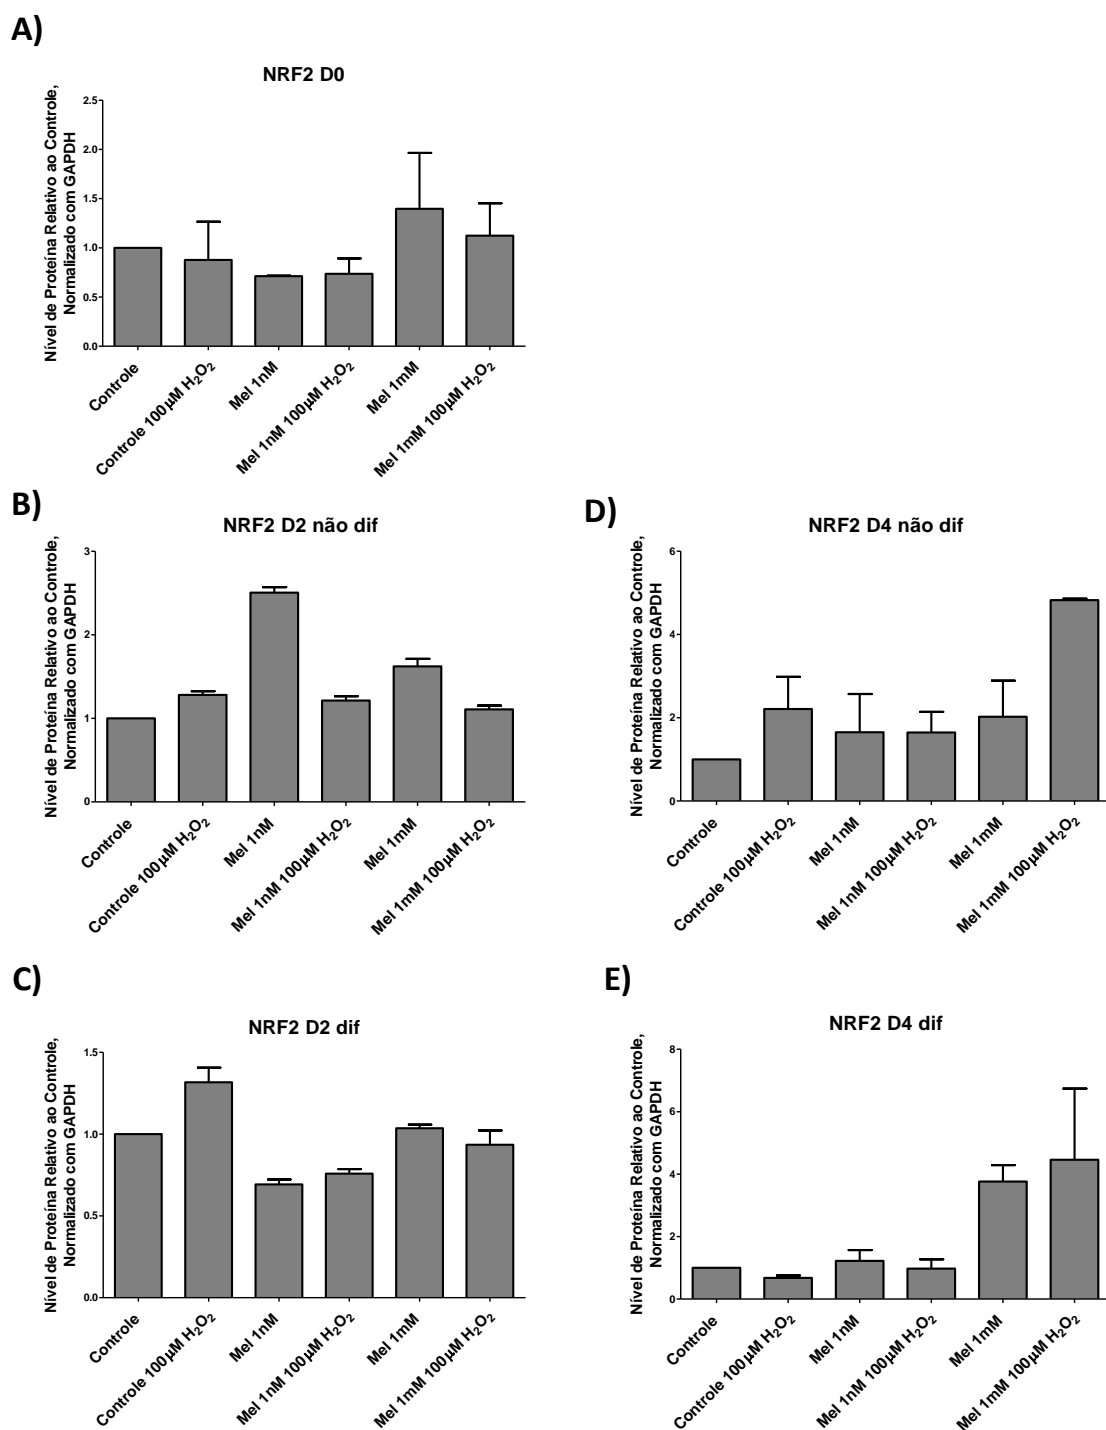 A)
NRF2 D0
Nível de Proteína Relativo ao Controle,
Normalizado com GAPDH
2.5
2.0
1.5
1.0
0.5
0.0
Controle
Controle 100µM H₂O₂
Mel 1nM
Mel 1nM 100µM H₂O₂
Mel 1mM
Mel 1mM 100µM H₂O₂
B)
NRF2 D2 não dif
Nível de Proteína Relativo ao Controle,
Normalizado com GAPDH
3
2
1
0
Controle
Controle 100µM H₂O₂
Mel 1nM
Mel 1nM 100µM H₂O₂
Mel 1mM
Mel 1mM 100µM H₂O₂
D)
NRF2 D4 não dif
Nível de Proteína Relativo ao Controle,
Normalizado com GAPDH
6
4
2
0
Controle
Controle 100µM H₂O₂
Mel 1nM
Mel 1nM 100µM H₂O₂
Mel 1mM
Mel 1mM 100µM H₂O₂
C)
NRF2 D2 dif
Nível de Proteína Relativo ao Controle,
Normalizado com GAPDH
1.5
1.0
0.5
0.0
Controle
Controle 100µM H₂O₂
Mel 1nM
Mel 1nM 100µM H₂O₂
Mel 1mM
Mel 1mM 100µM H₂O₂
E)
NRF2 D4 dif
Nível de Proteína Relativo ao Controle,
Normalizado com GAPDH
8
6
4
2
0
Controle
Controle 100µM H₂O₂
Mel 1nM
Mel 1nM 100µM H₂O₂
Mel 1mM
Mel 1mM 100µM H₂O₂